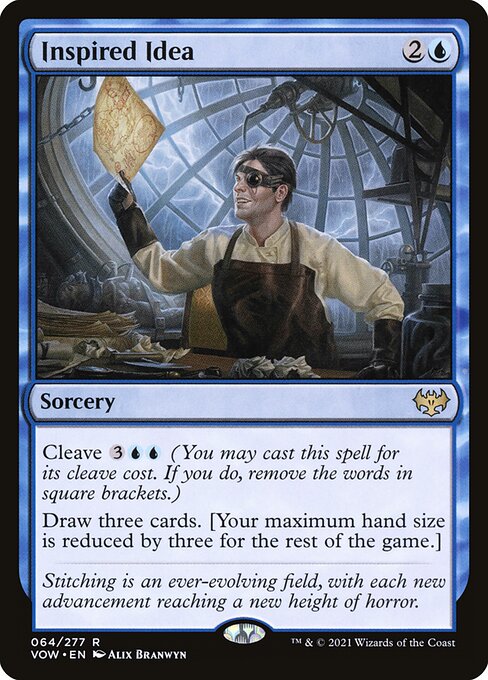 Inspired Idea 2
Sorcery
Cleave 3 (You may cast this spell for
its cleave cost. If you do, remove the words in
square brackets.)
Draw three cards. [Your maximum hand size
is reduced by three for the rest of the game.]
Stitching is an ever-evolving field, with each new
advancement reaching a new height of horror.
064/277 R
VOW • EN Alix Branwyn
™ & © 2021 Wizards of the Coast